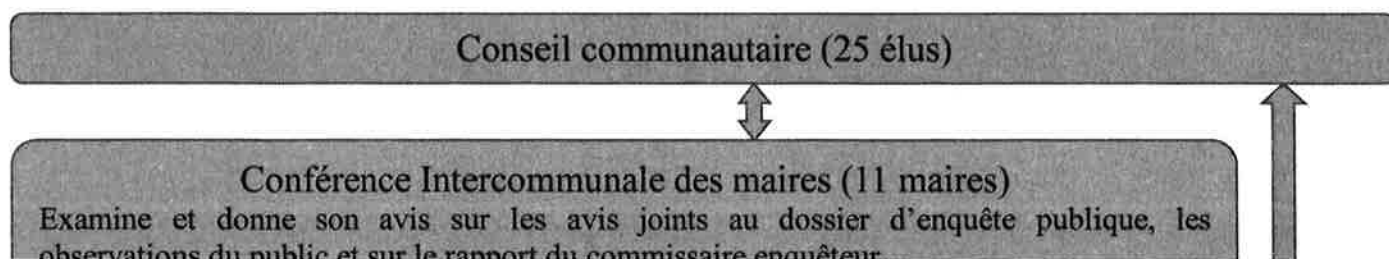 Conseil communautaire (25 élus)
Conférence Intercommunale des maires (11 maires)
Examine et donne son avis sur les avis joints au dossier d'enquête publique, les
observations du public et sur le rapport du commissaire enquêteur